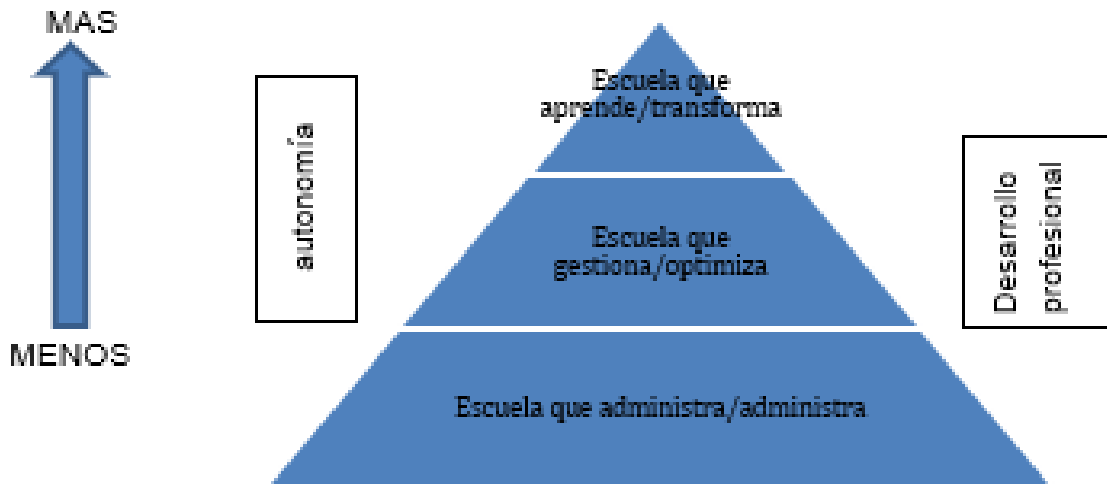 MAS
Escuela que
aprende/transforma
autonomía
Desarrollo
profesional
Escuela que
gestiona/optimiza
MENOS
Escuela que administra/administra